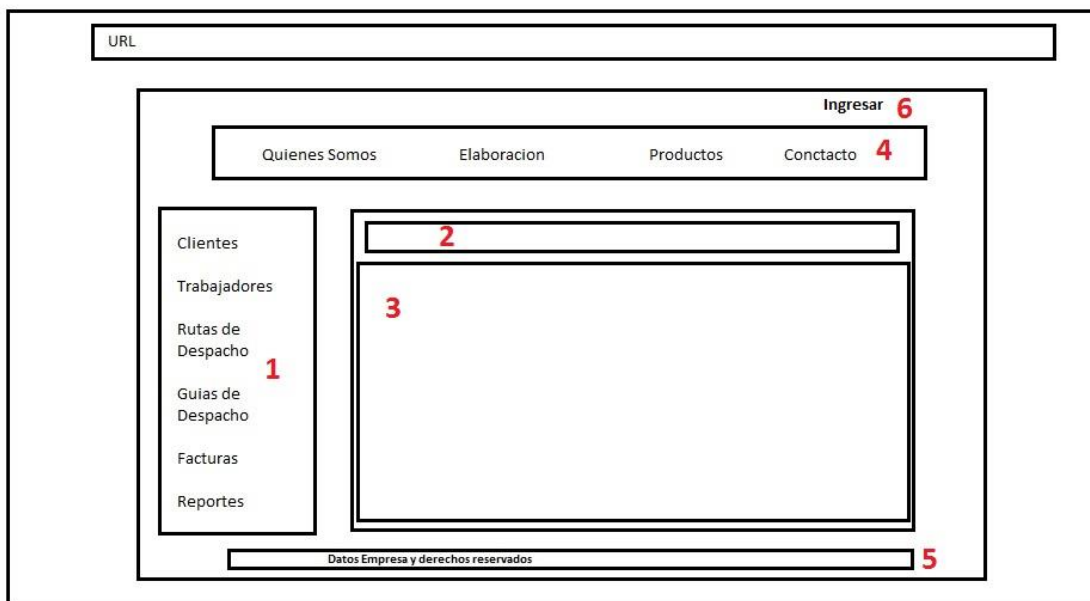 URL
Ingresar 6
Quienes Somos Elaboracion Productos Conctacto 4
Clientes
Trabajadores
Rutas de
Despacho
1
Guias de
Despacho
Facturas
Reportes
2
3
Datos Empresa y derechos reservados 5